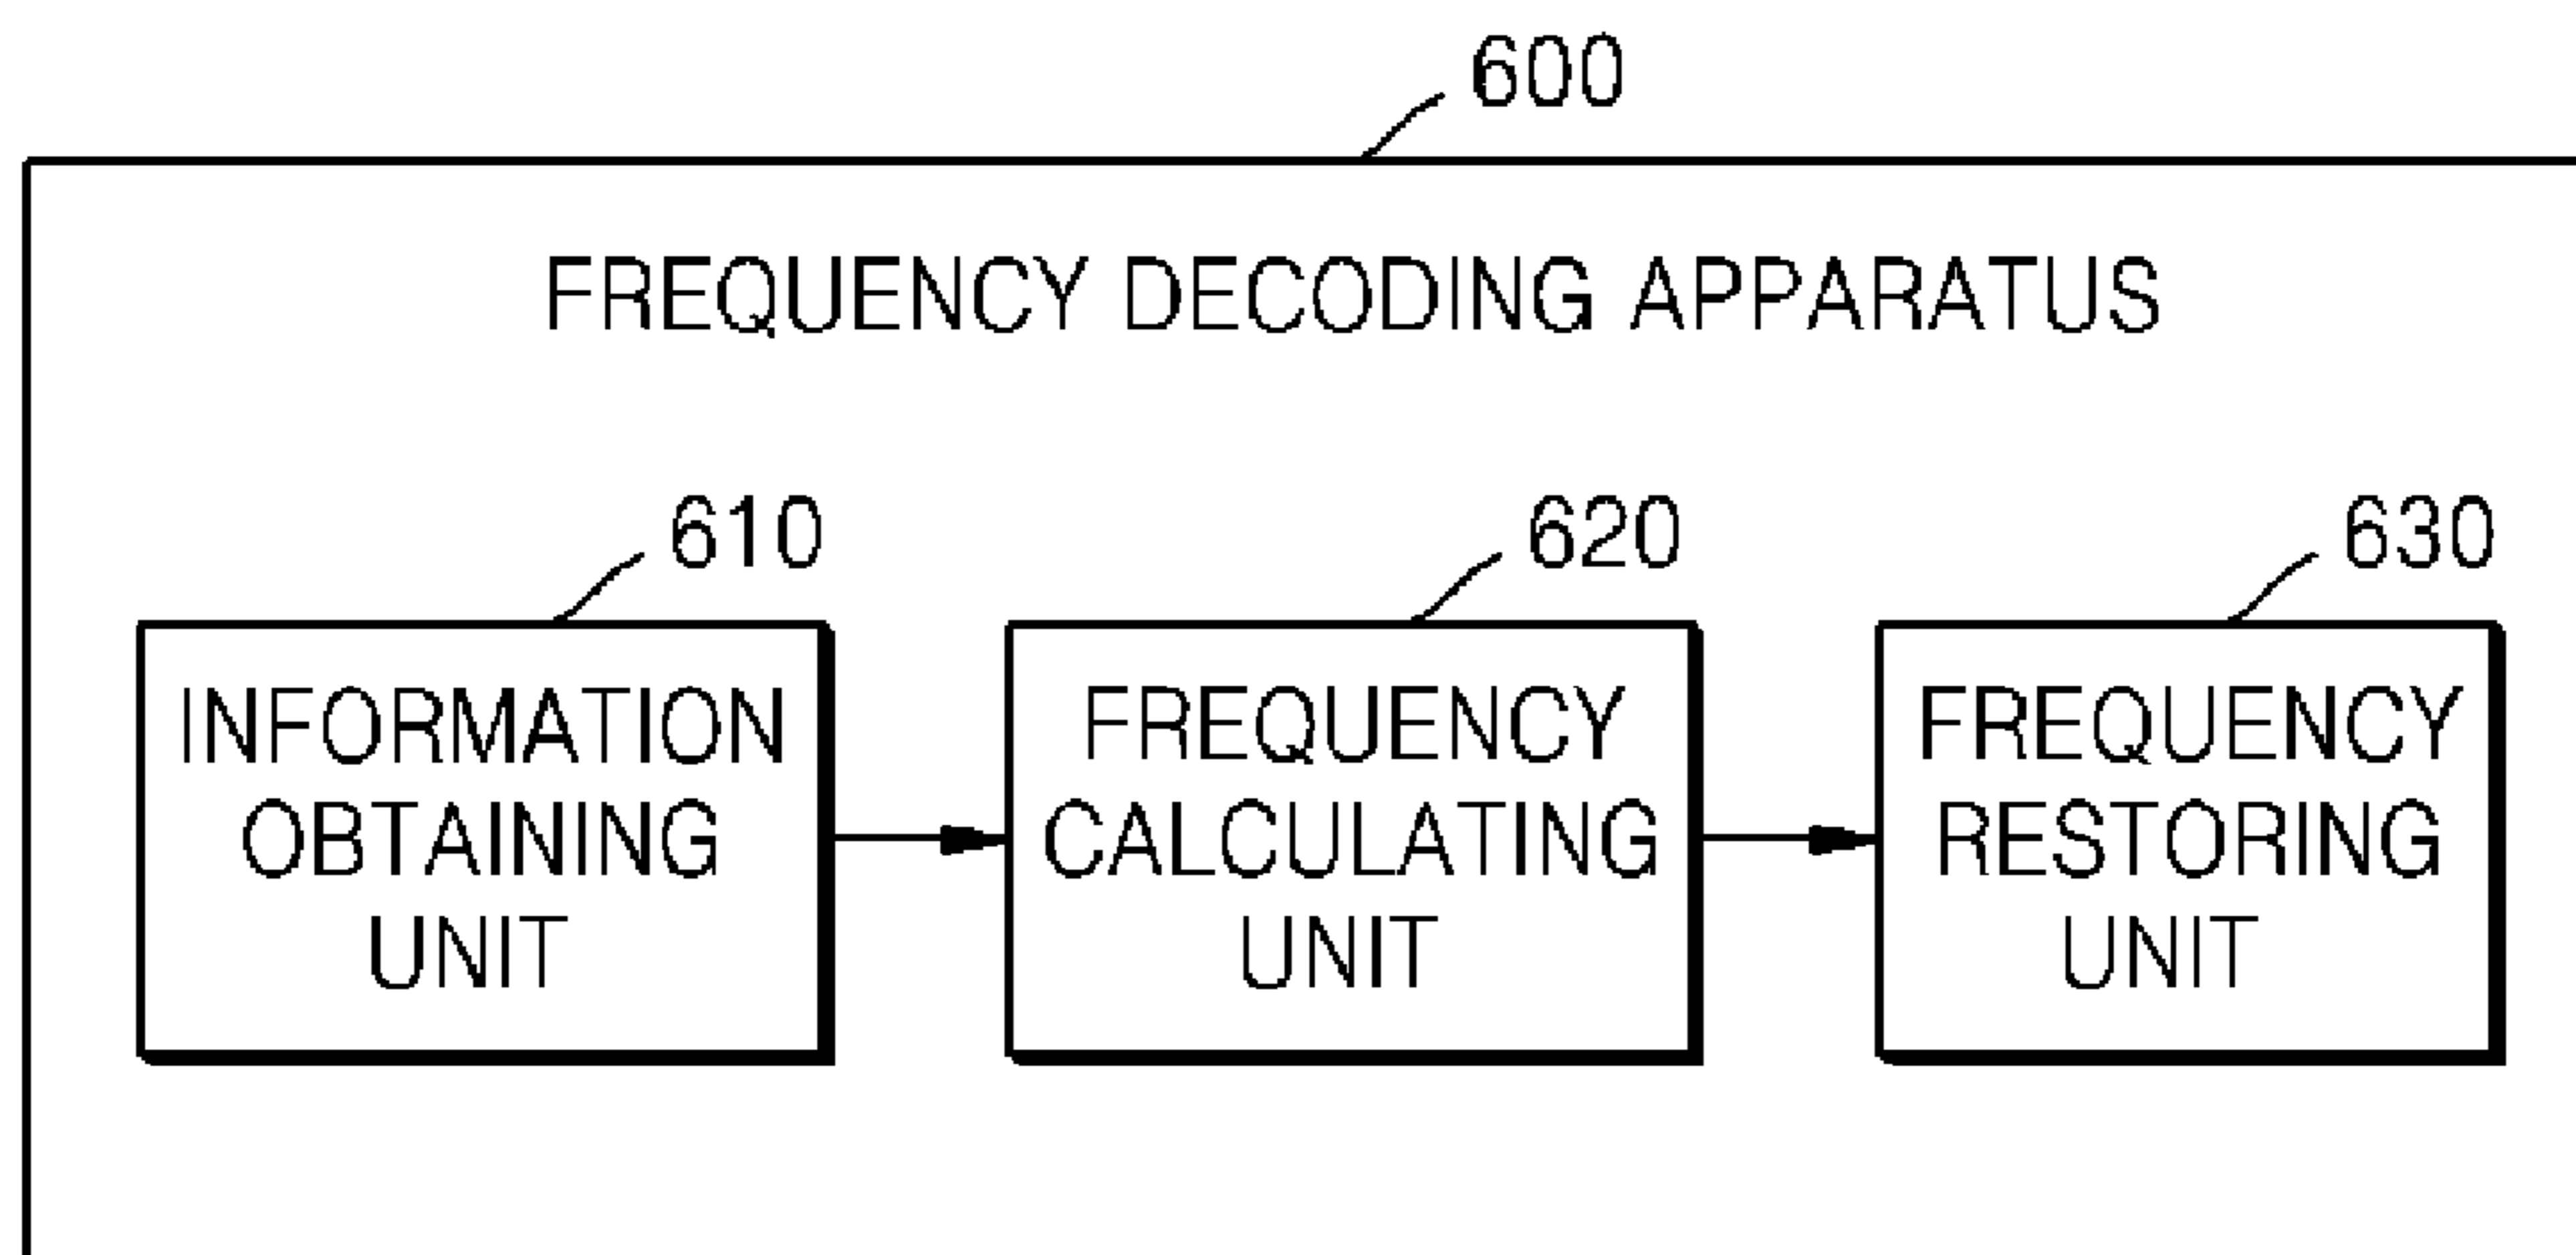 600
FREQUENCY DECODING APPARATUS
610
620
630
INFORMATION
OBTAINING
UNIT
FREQUENCY
CALCULATING
UNIT
FREQUENCY
RESTORING
UNIT